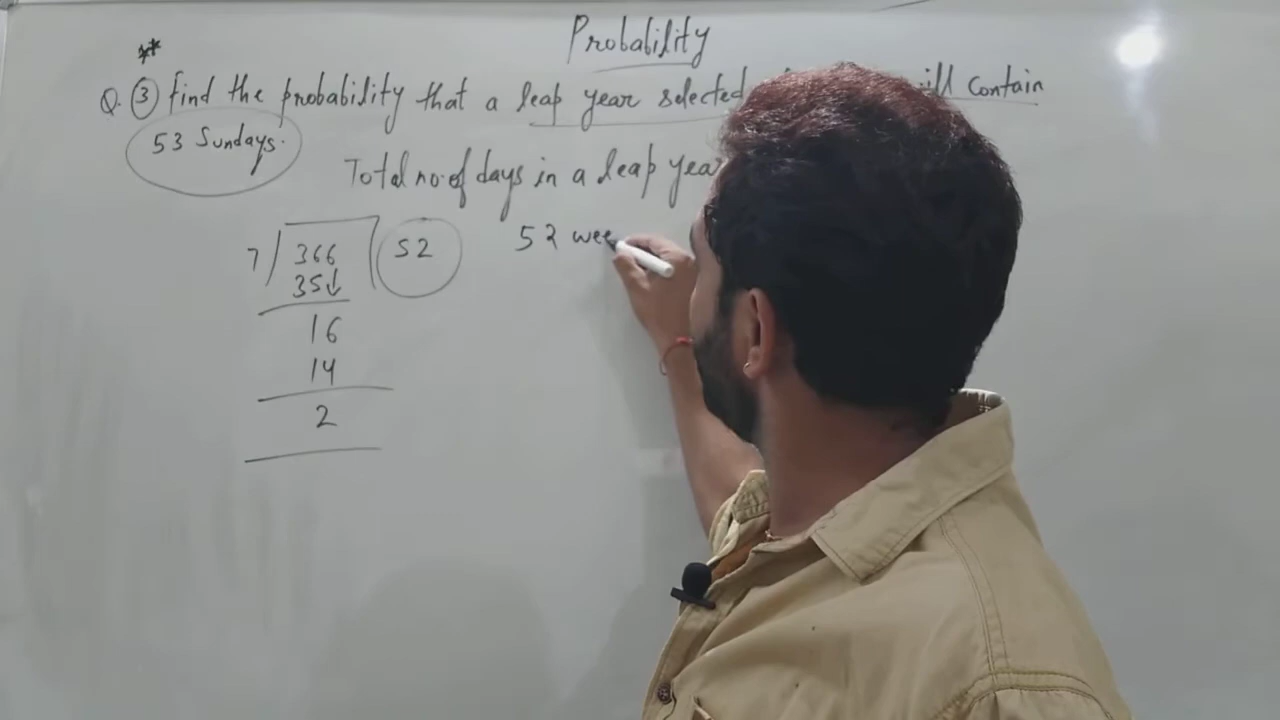 Probability
**
Q. ③ find the probability that a leap year selected will contain
53 Sundays.
Total no. of days in a leap year
7 366 52
35↓
16
14
2
52 wee